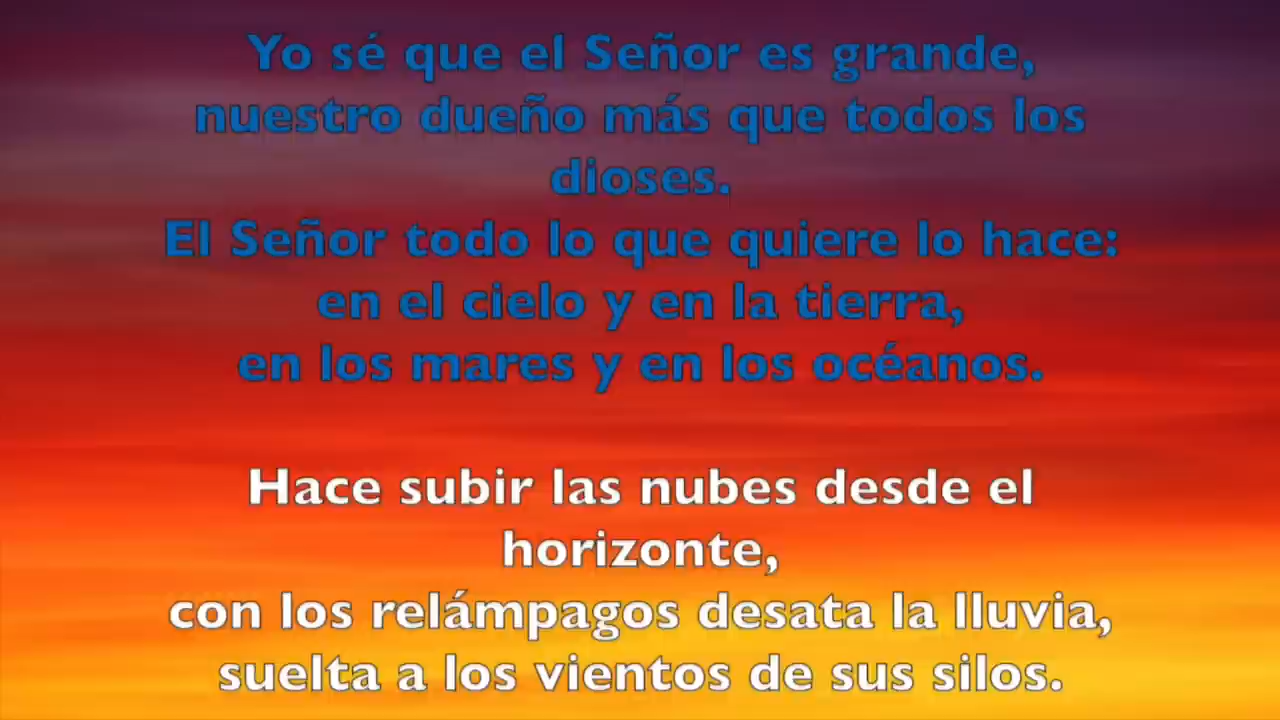 Yo sé que el Señor es grande,
nuestro dueño más que todos los
dioses.
El Señor todo lo que quiere lo hace:
en el cielo y en la tierra,
en los mares y en los océanos.
Hace subir las nubes desde el
horizonte,
con los relámpagos desata la lluvia,
suelta a los vientos de sus silos.